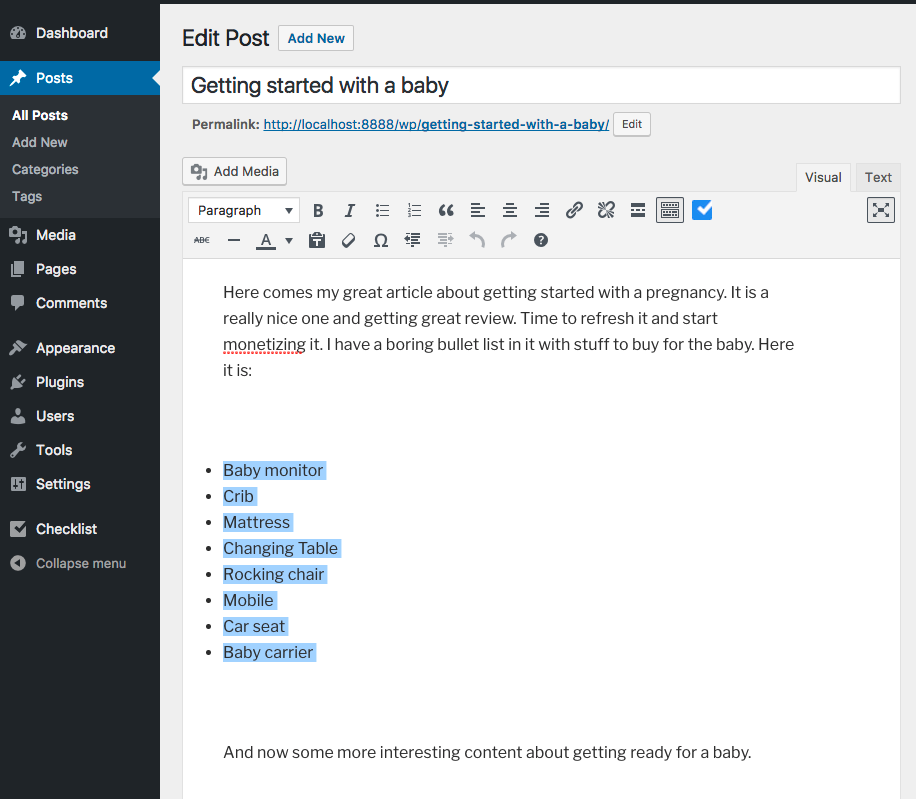 Dashboard
Posts
All Posts
Add New
Categories
Tags
Media
Pages
Comments
Appearance
Plugins
Users
Tools
Settings
Checklist
Collapse menu
Edit Post Add New
Getting started with a baby
Permalink: http://localhost:8888/wp/getting-started-with-a-baby/ Edit
Add Media
Visual Text
Paragraph B I
ABC A Ω ?
Here comes my great article about getting started with a pregnancy. It is a
really nice one and getting great review. Time to refresh it and start
monetizing it. I have a boring bullet list in it with stuff to buy for the baby. Here
it is:
• Baby monitor
• Crib
• Mattress
• Changing Table
• Rocking chair
• Mobile
• Car seat
• Baby carrier
And now some more interesting content about getting ready for a baby.